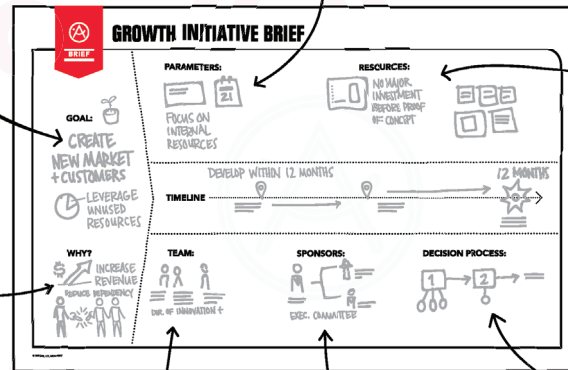 BRIEF
GROWTH INITIATIVE BRIEF
PARAMETERS:
21
FOCUS ON
INTERNAL
RESOURCES
RESOURCES:
NO MAJOR
INVESTMENT
BEFORE PROOF
OF CONCEPT
GOAL:
CREATE
NEW MARKET
+ CUSTOMERS
LEVERAGE
UNUSED
RESOURCES
TIMELINE
DEVELOP WITHIN 12 MONTHS
12 MONTHS
WHY?
$
INCREASE
REVENUE
REDUCE DEPENDENCY
TEAM:
DIR. OF INNOVATION +
SPONSORS:
EXEC. COMMITTEE
DECISION PROCESS:
1
2